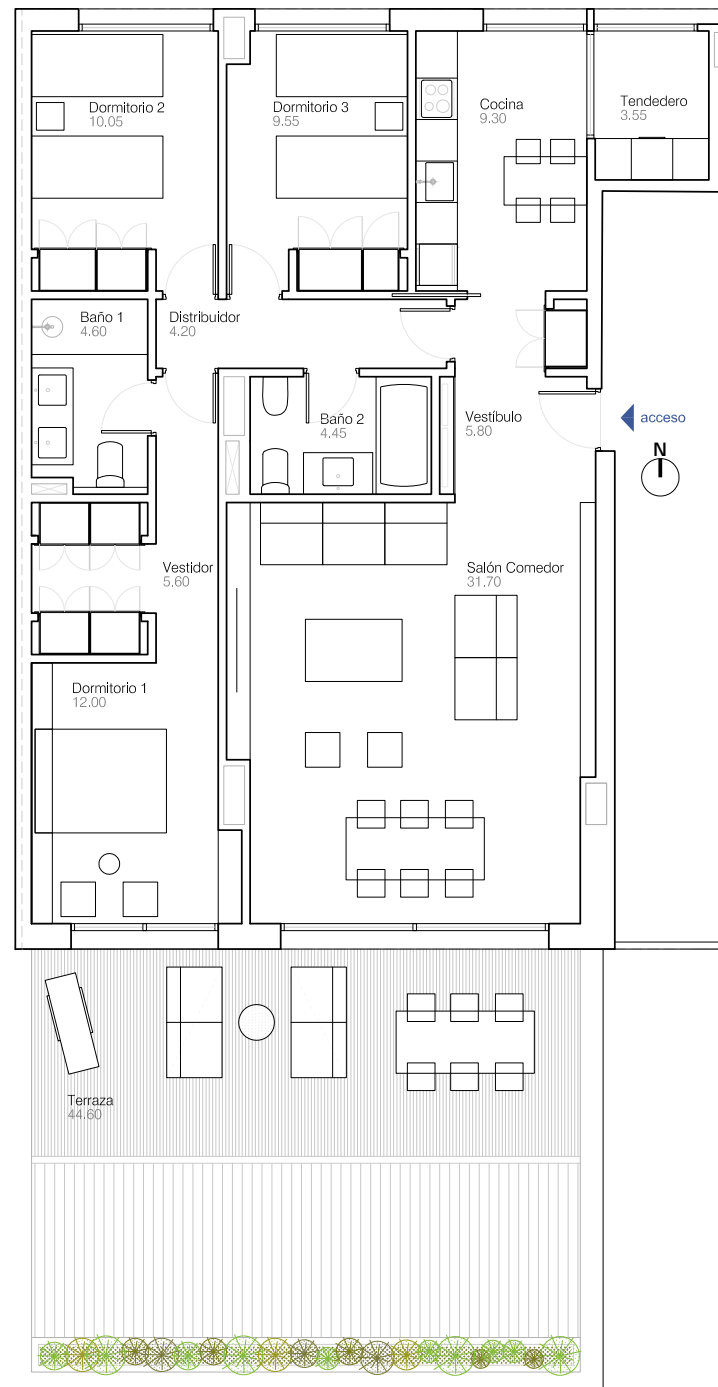 Dormitorio 2
10.05
Dormitorio 3
9.55
Cocina
9.30
Tendedero
3.55
Baño 1
4.60
Distribuidor
4.20
Baño 2
4.45
Vestíbulo
5.80
acceso
N
Vestidor
5.60
Salón Comedor
31.70
Dormitorio 1
12.00
Terraza
44.60